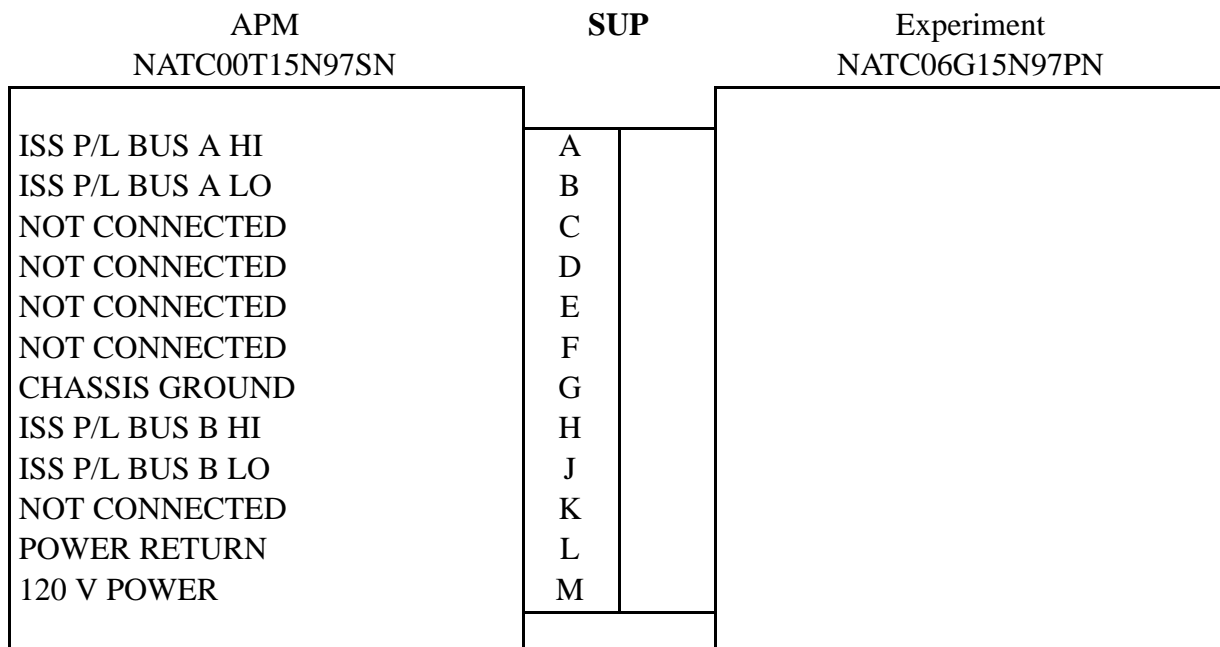 APM SUP Experiment
NATC00T15N97SN NATC06G15N97PN
ISS P/L BUS A HI A
ISS P/L BUS A LO B
NOT CONNECTED C
NOT CONNECTED D
NOT CONNECTED E
NOT CONNECTED F
CHASSIS GROUND G
ISS P/L BUS B HI H
ISS P/L BUS B LO J
NOT CONNECTED K
POWER RETURN L
120 V POWER M